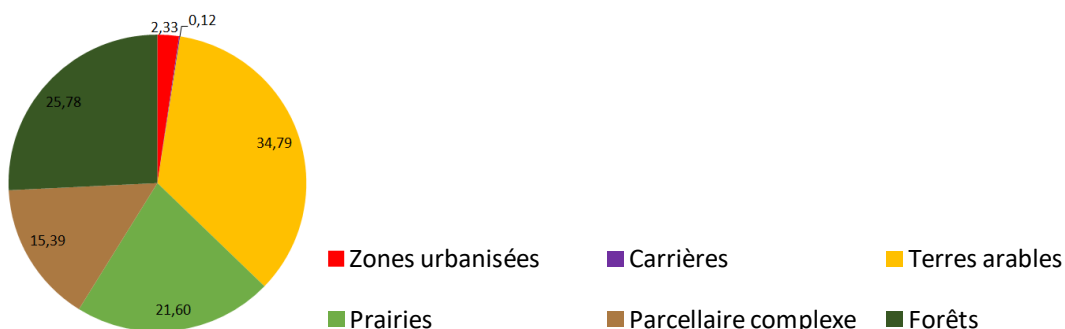 2,33
0,12
25,78
34,79
15,39
21,60
Zones urbanisées
Carrières
Terres arables
Prairies
Parcellaire complexe
Forêts